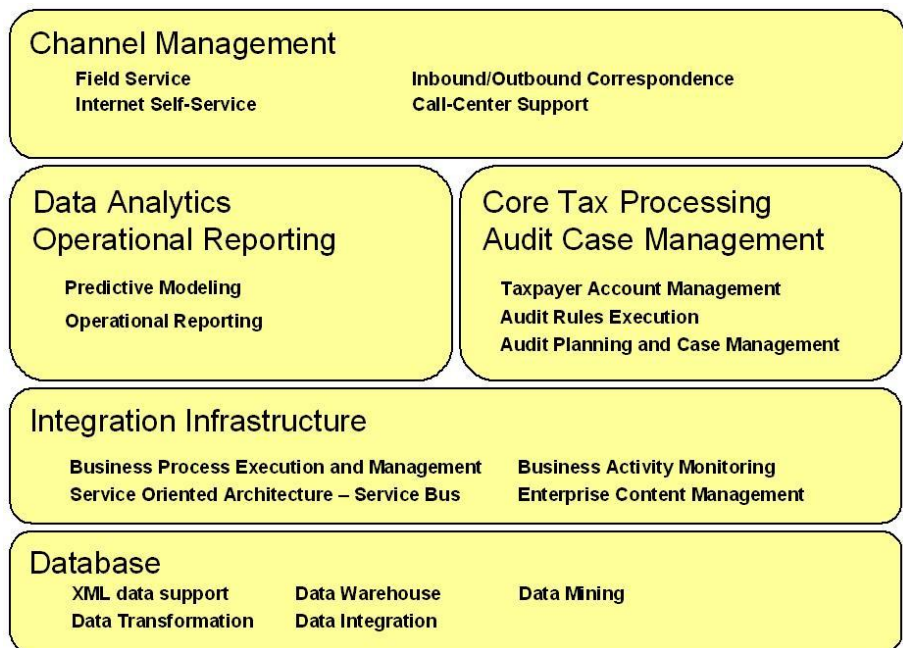 Channel Management
Field Service
Inbound/Outbound Correspondence
Internet Self-Service
Call-Center Support
Data Analytics
Operational Reporting
Predictive Modeling
Operational Reporting
Core Tax Processing
Audit Case Management
Taxpayer Account Management
Audit Rules Execution
Audit Planning and Case Management
Integration Infrastructure
Business Process Execution and Management
Business Activity Monitoring
Service Oriented Architecture – Service Bus
Enterprise Content Management
Database
XML data support
Data Warehouse
Data Mining
Data Transformation
Data Integration